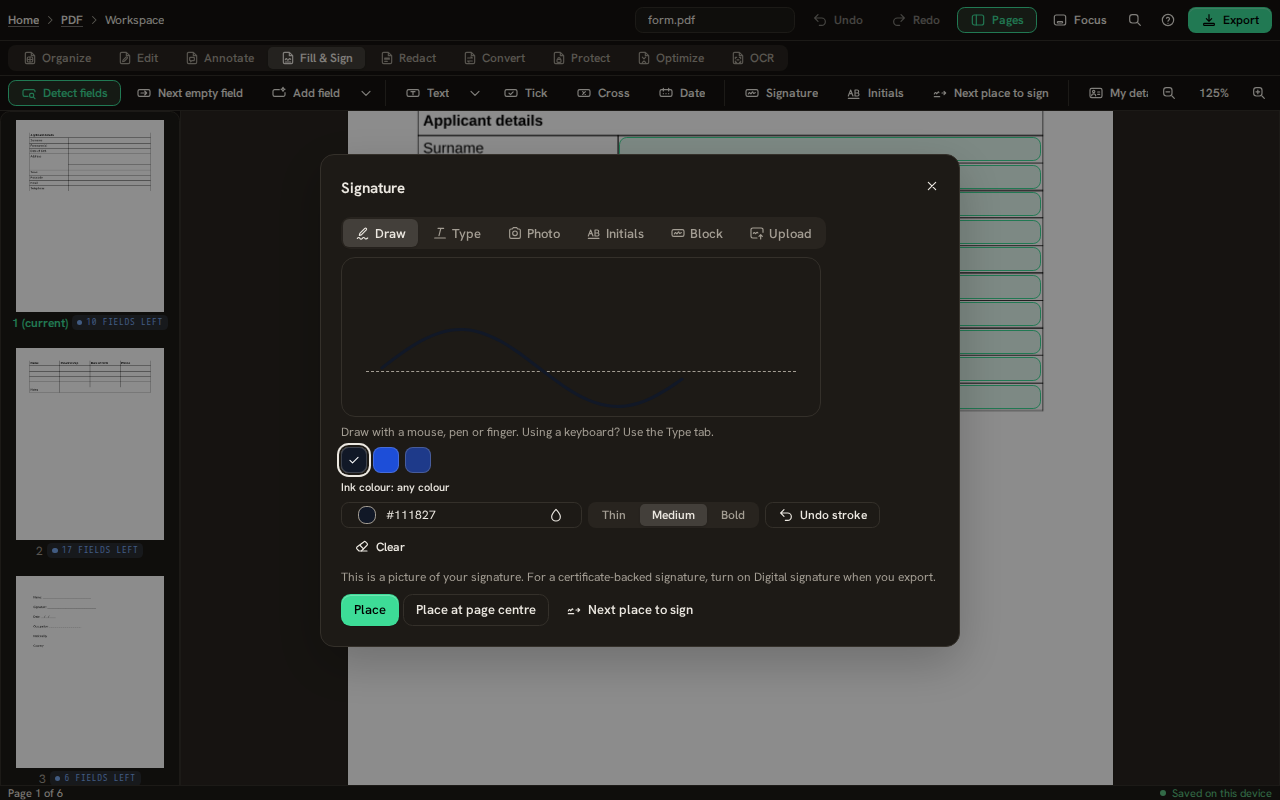 Home PDF Workspace form.pdf Undo Redo Pages Focus Export
Organize Edit Annotate Fill & Sign Redact Convert Protect Optimize OCR
Detect fields Next empty field Add field Text Tick Cross Date Signature Initials Next place to sign My deta 125%
Applicant details
Surname
1 (current) 10 FIELDS LEFT
2 17 FIELDS LEFT
3 6 FIELDS LEFT
Signature
Draw Type Photo Initials Block Upload
Draw with a mouse, pen or finger. Using a keyboard? Use the Type tab.
Ink colour: any colour
#111827 Thin Medium Bold Undo stroke
Clear
This is a picture of your signature. For a certificate-backed signature, turn on Digital signature when you export.
Place Place at page centre Next place to sign
Page 1 of 6 Saved on this device